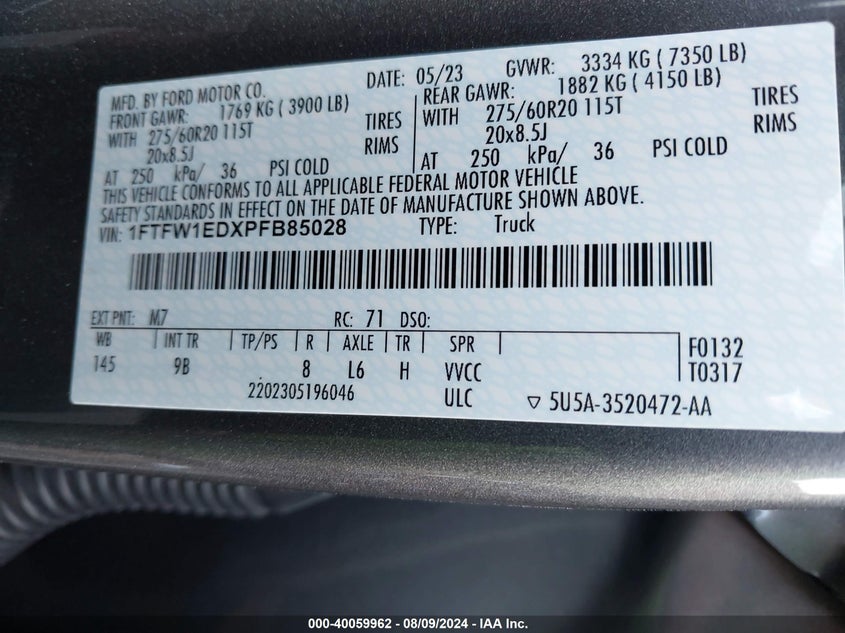 MFD. BY FORD MOTOR CO. DATE: 05/23 GVWR: 3334 KG ( 7350 LB)
FRONT GAWR: 1769 KG ( 3900 LB) REAR GAWR: 1882 KG ( 4150 LB)
WITH 275/60R20 115T TIRES WITH 275/60R20 115T TIRES
20x8.5J RIMS 20x8.5J RIMS
AT 250 kPa/ 36 PSI COLD AT 250 kPa/ 36 PSI COLD
THIS VEHICLE CONFORMS TO ALL APPLICABLE FEDERAL MOTOR VEHICLE
SAFETY STANDARDS IN EFFECT ON THE DATE OF MANUFACTURE SHOWN ABOVE.
VIN: 1FTFW1EDXPFB85028 TYPE: Truck
EXT PNT: M7 RC: 71 DSO:
WB INT TR TP/PS R AXLE TR SPR F0132
145 9B 8 L6 H VVCC T0317
2202305196046 ULC ▽ 5U5A-3520472-AA
000-40059962 - 08/09/2024 - IAA Inc.